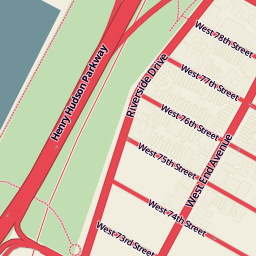 West 78th Street
West 77th Street
Riverside Drive
Henry Hudson Parkway
West 76th Street
West 75th Street
West End Avenue
West 74th Street
West 73rd Street